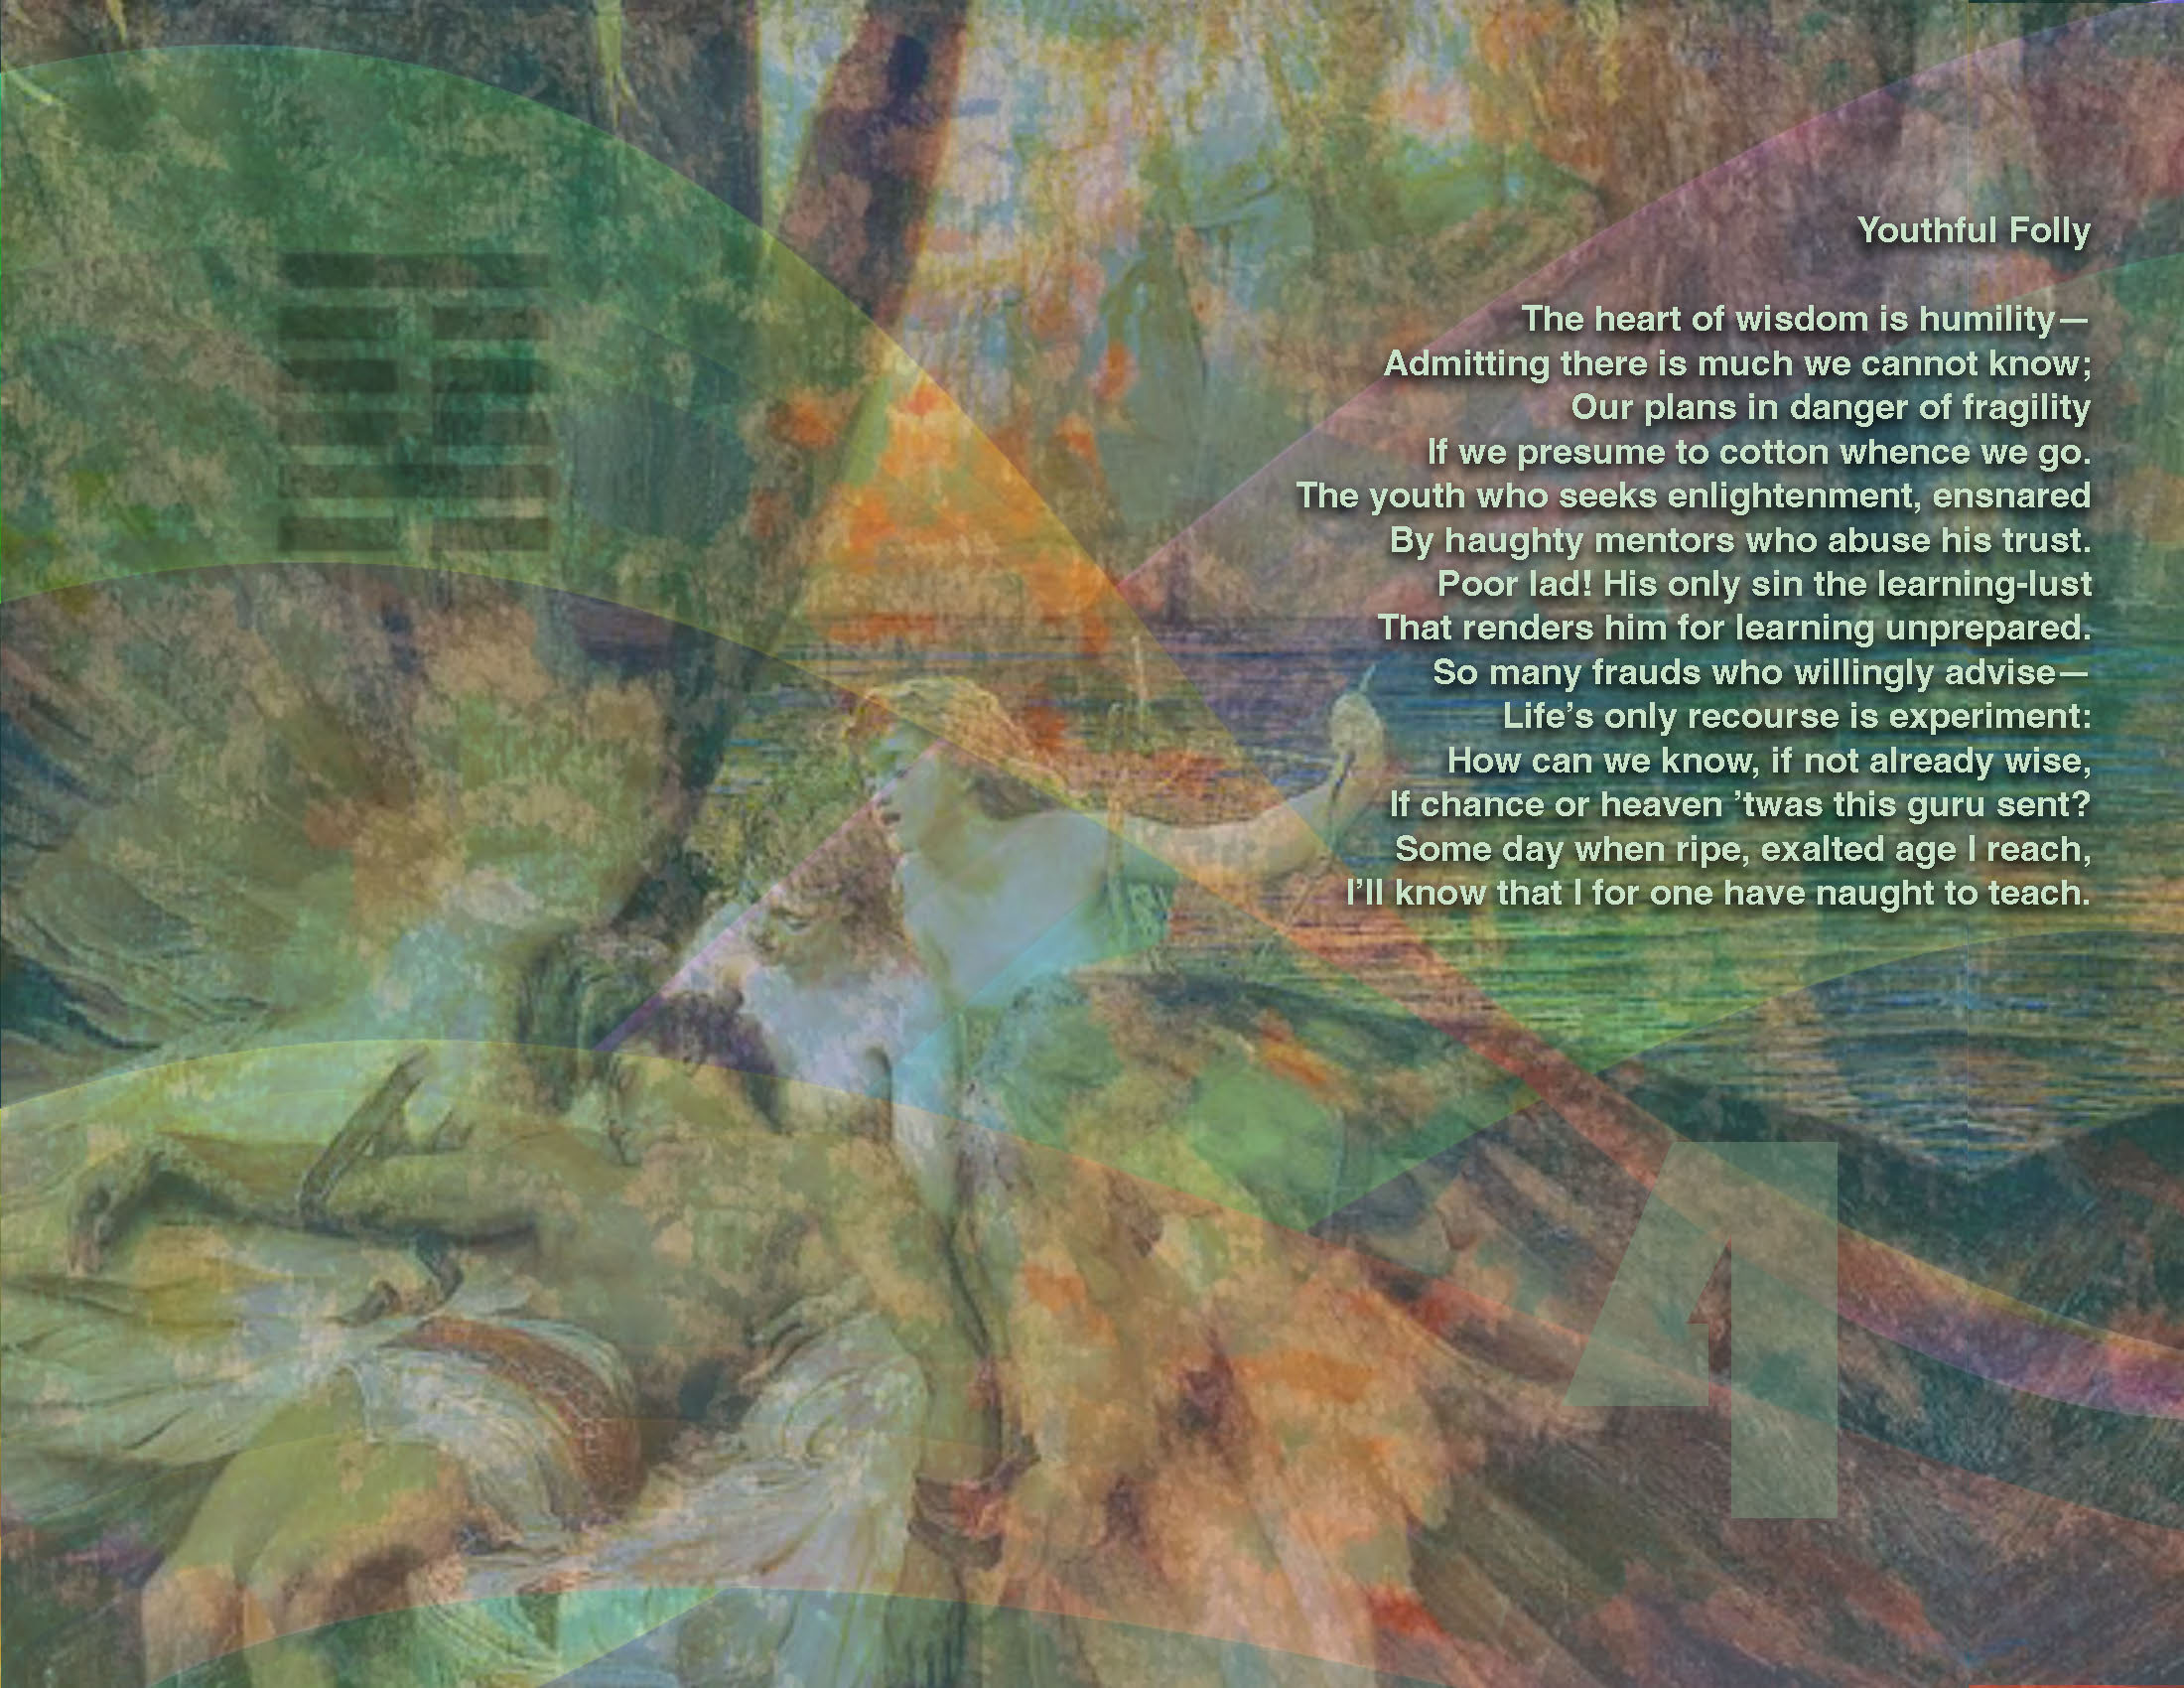 Youthful Folly
The heart of wisdom is humility—
Admitting there is much we cannot know;
Our plans in danger of fragility
If we presume to cotton whence we go.
The youth who seeks enlightenment, ensnared
By haughty mentors who abuse his trust.
Poor lad! His only sin the learning-lust
That renders him for learning unprepared.
So many frauds who willingly advise—
Life’s only recourse is experiment:
How can we know, if not already wise,
If chance or heaven ’twas this guru sent?
Some day when ripe, exalted age I reach,
I’ll know that I for one have naught to teach.
4